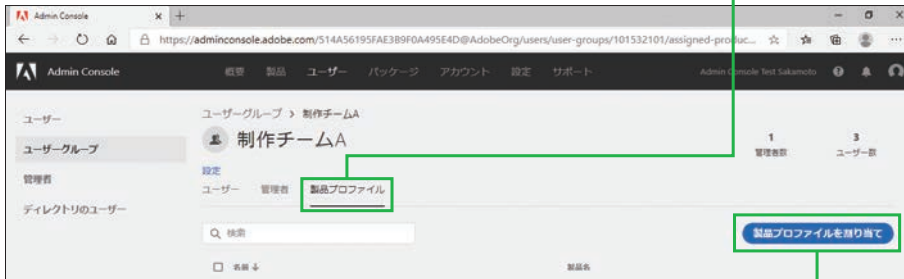 Admin Console
https://adminconsole.adobe.com/514A56195FAE3B9F0A495E4D@AdobeOrg/users/user-groups/101532101/assigned-produc...
Admin Console 概要 製品 ユーザー パッケージ アカウント 設定 サポート Admin Console Test Sakamoto
ユーザー
ユーザーグループ
管理者
ディレクトリのユーザー
ユーザーグループ > 制作チームA
制作チームA
1
管理者数
3
ユーザー数
設定
ユーザー 管理者 製品プロファイル
検索
製品プロファイルを割り当て
名前 ↓ 製品名